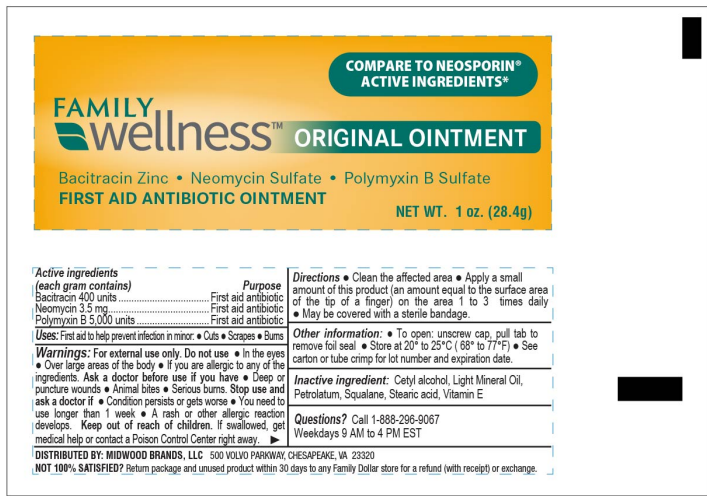 COMPARE TO NEOSPORIN®
ACTIVE INGREDIENTS*
FAMILY
wellness™ ORIGINAL OINTMENT
Bacitracin Zinc • Neomycin Sulfate • Polymyxin B Sulfate
FIRST AID ANTIBIOTIC OINTMENT
NET WT. 1 oz. (28.4g)
Active ingredients
(each gram contains) Purpose
Bacitracin 400 units ................................... First aid antibiotic
Neomycin 3.5 mg ....................................... First aid antibiotic
Polymyxin B 5,000 units ............................ First aid antibiotic
Uses: First aid to help prevent infection in minor: ● Cuts ● Scrapes ● Burns
Warnings: For external use only. Do not use ● In the eyes
● Over large areas of the body ● If you are allergic to any of the
ingredients. Ask a doctor before use if you have ● Deep or
puncture wounds ● Animal bites ● Serious burns. Stop use and
ask a doctor if ● Condition persists or gets worse ● You need to
use longer than 1 week ● A rash or other allergic reaction
develops. Keep out of reach of children. If swallowed, get
medical help or contact a Poison Control Center right away. ▶
Directions ● Clean the affected area ● Apply a small
amount of this product (an amount equal to the surface area
of the tip of a finger) on the area 1 to 3 times daily
● May be covered with a sterile bandage.
Other information: ● To open: unscrew cap, pull tab to
remove foil seal ● Store at 20° to 25°C ( 68° to 77°F) ● See
carton or tube crimp for lot number and expiration date.
Inactive ingredient: Cetyl alcohol, Light Mineral Oil,
Petrolatum, Squalane, Stearic acid, Vitamin E
Questions? Call 1-888-296-9067
Weekdays 9 AM to 4 PM EST
DISTRIBUTED BY: MIDWOOD BRANDS, LLC 500 VOLVO PARKWAY, CHESAPEAKE, VA 23320
NOT 100% SATISFIED? Return package and unused product within 30 days to any Family Dollar store for a refund (with receipt) or exchange.